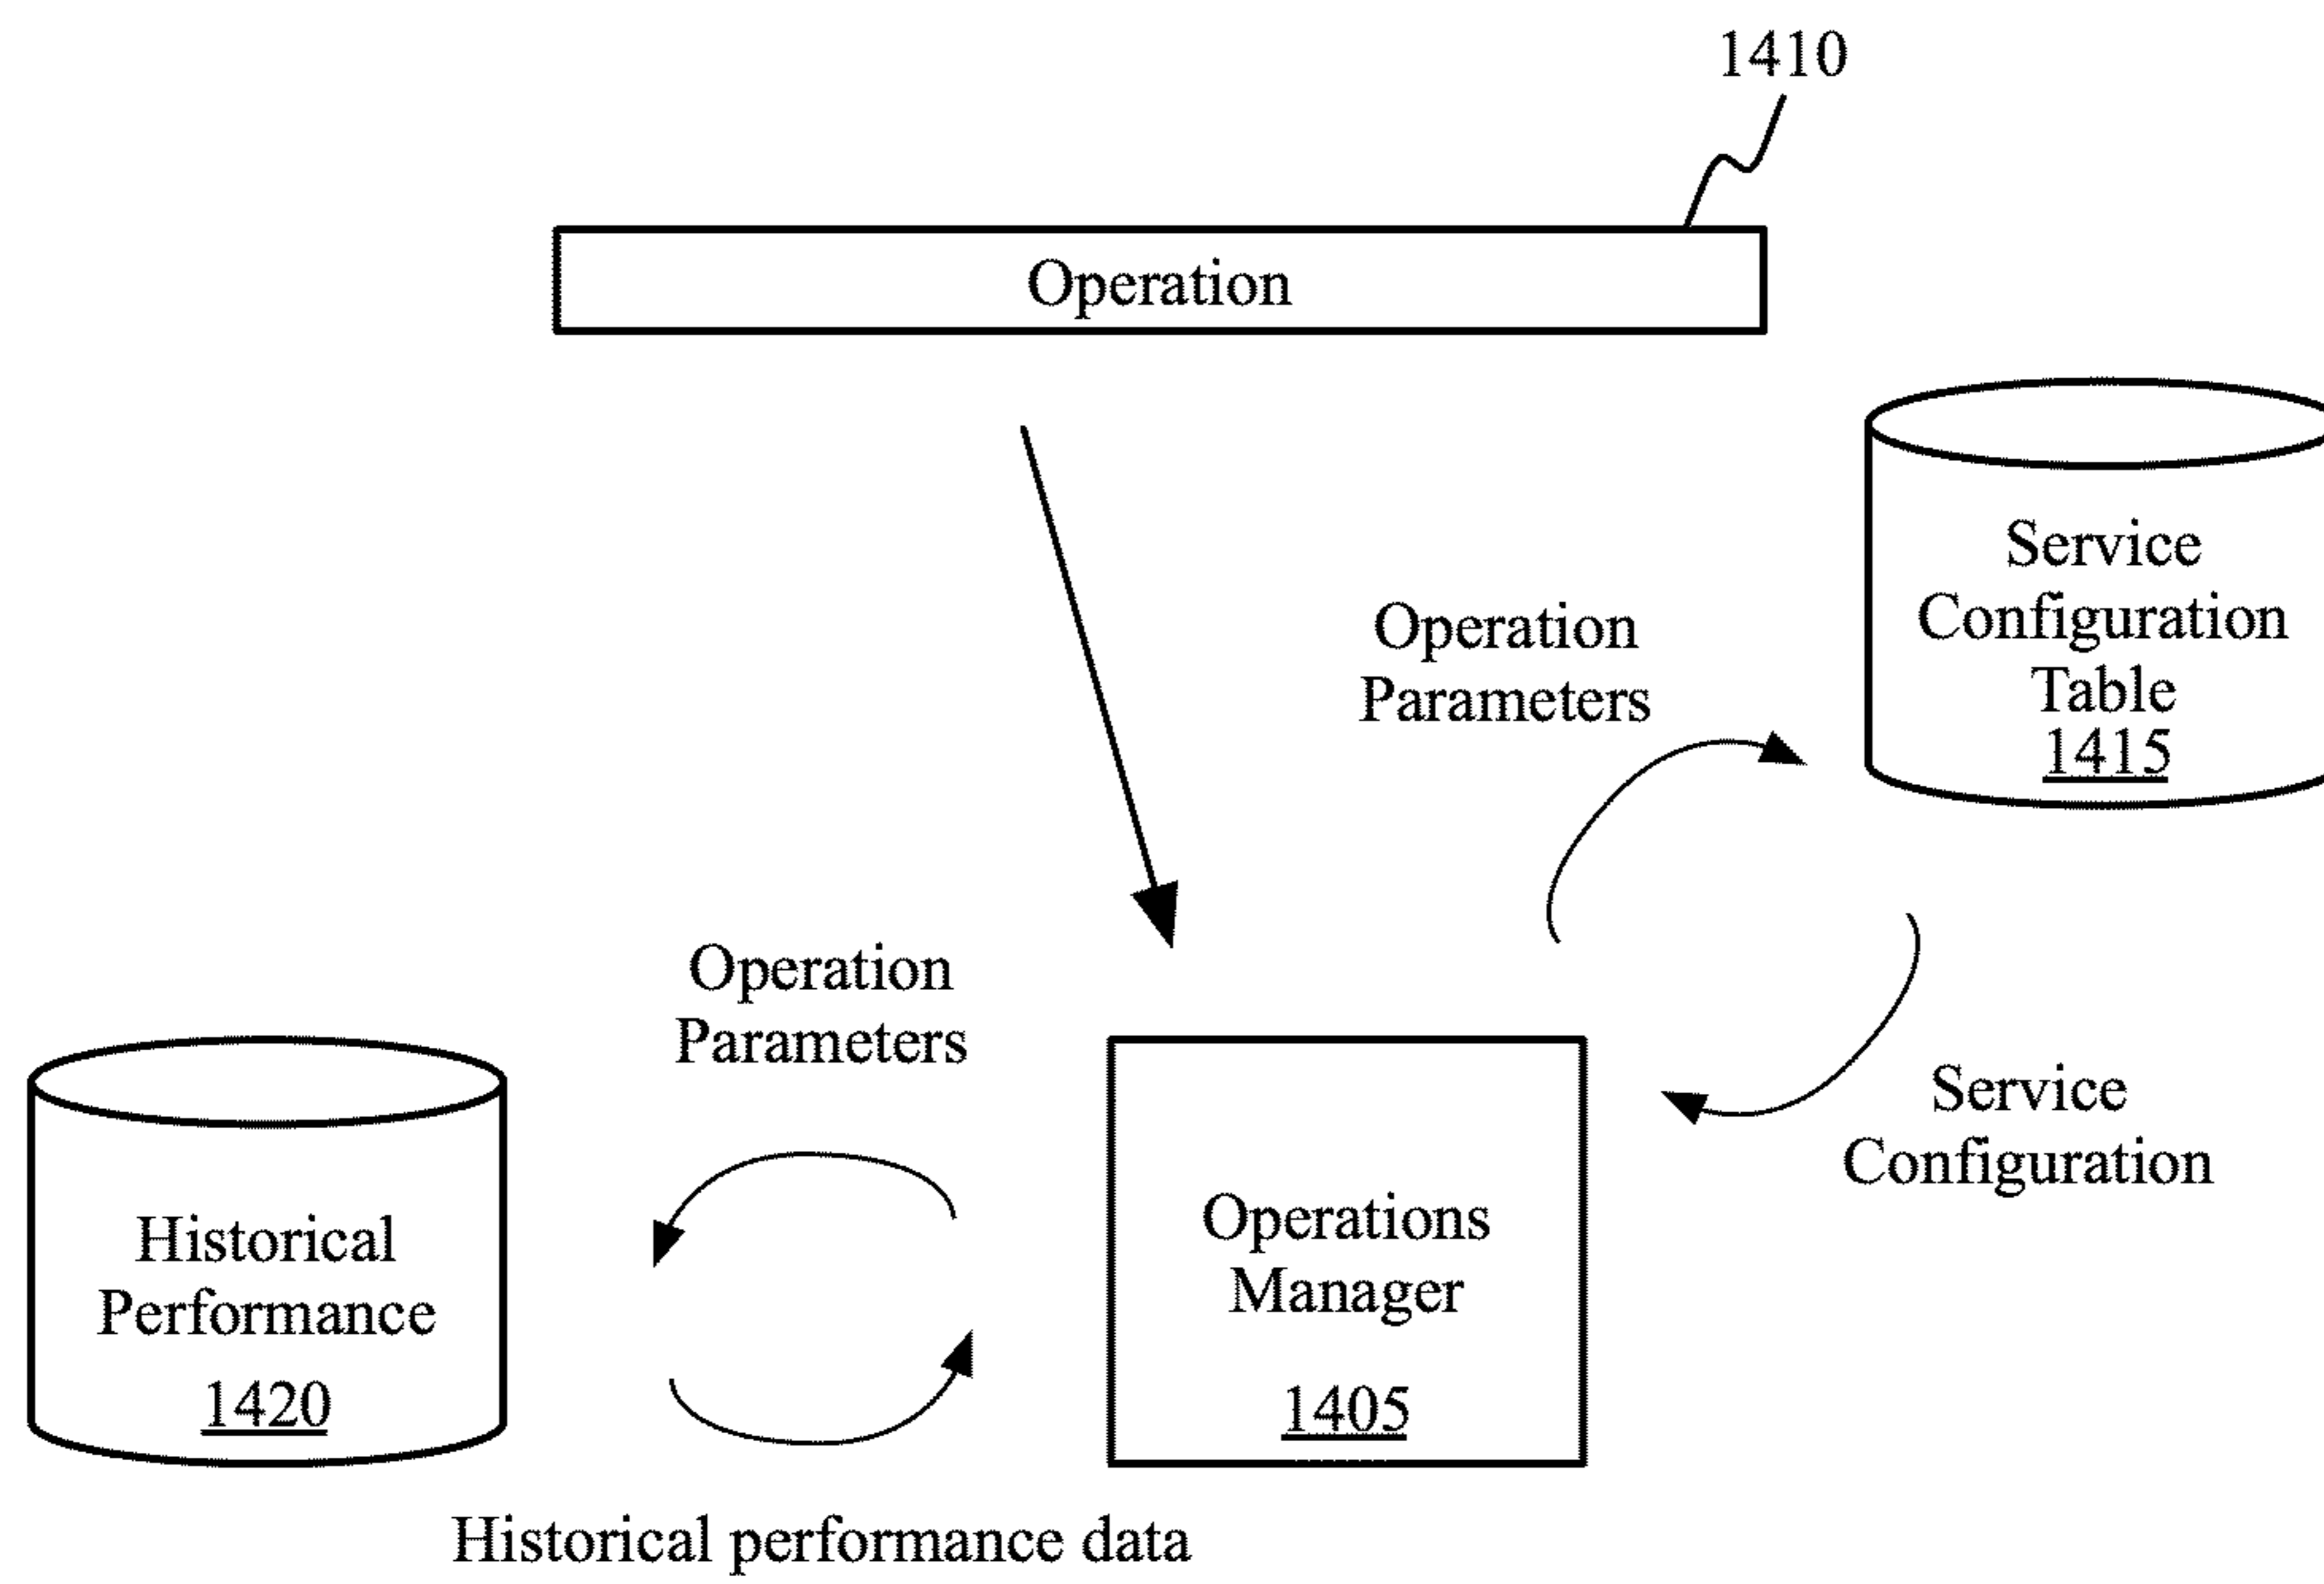 1410
Operation
Service
Configuration
Table
1415
Operation
Parameters
Operation
Parameters
Service
Configuration
Historical
Performance
1420
Operations
Manager
1405
Historical performance data